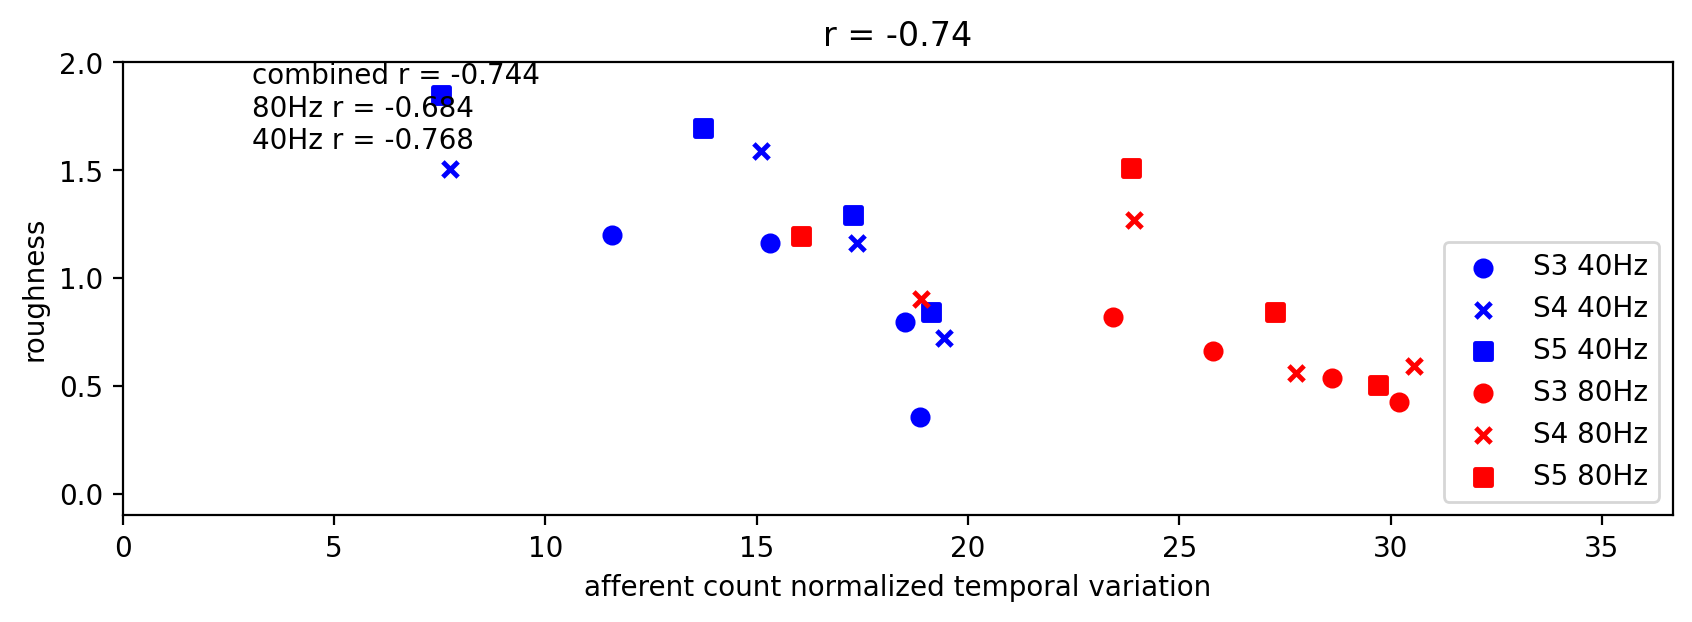 r = -0.74
combined r = -0.744
80Hz r = -0.684
40Hz r = -0.768
2.0
1.5
1.0
0.5
0.0
roughness
S3 40Hz
S4 40Hz
S5 40Hz
S3 80Hz
S4 80Hz
S5 80Hz
0 5 10 15 20 25 30 35
afferent count normalized temporal variation